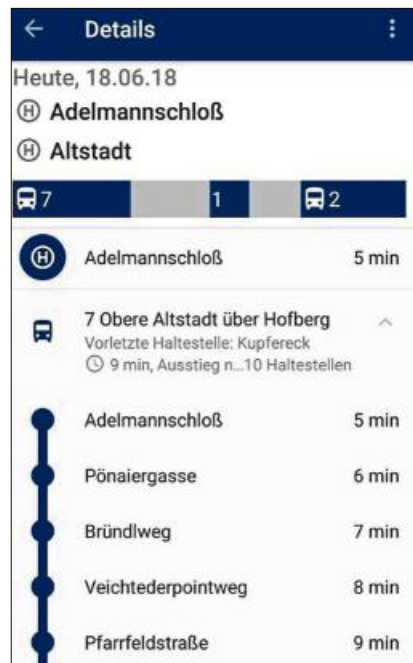 Details
Heute, 18.06.18
H Adelmannschloß
H Altstadt
7 1 2
H Adelmannschloß 5 min
7 Obere Altstadt über Hofberg
Vorletzte Haltestelle: Kupfereck
9 min, Ausstieg n...10 Haltestellen
Adelmannschloß 5 min
Pönaiergasse 6 min
Bründlweg 7 min
Veichtederpointweg 8 min
Pfarrfeldstraße 9 min